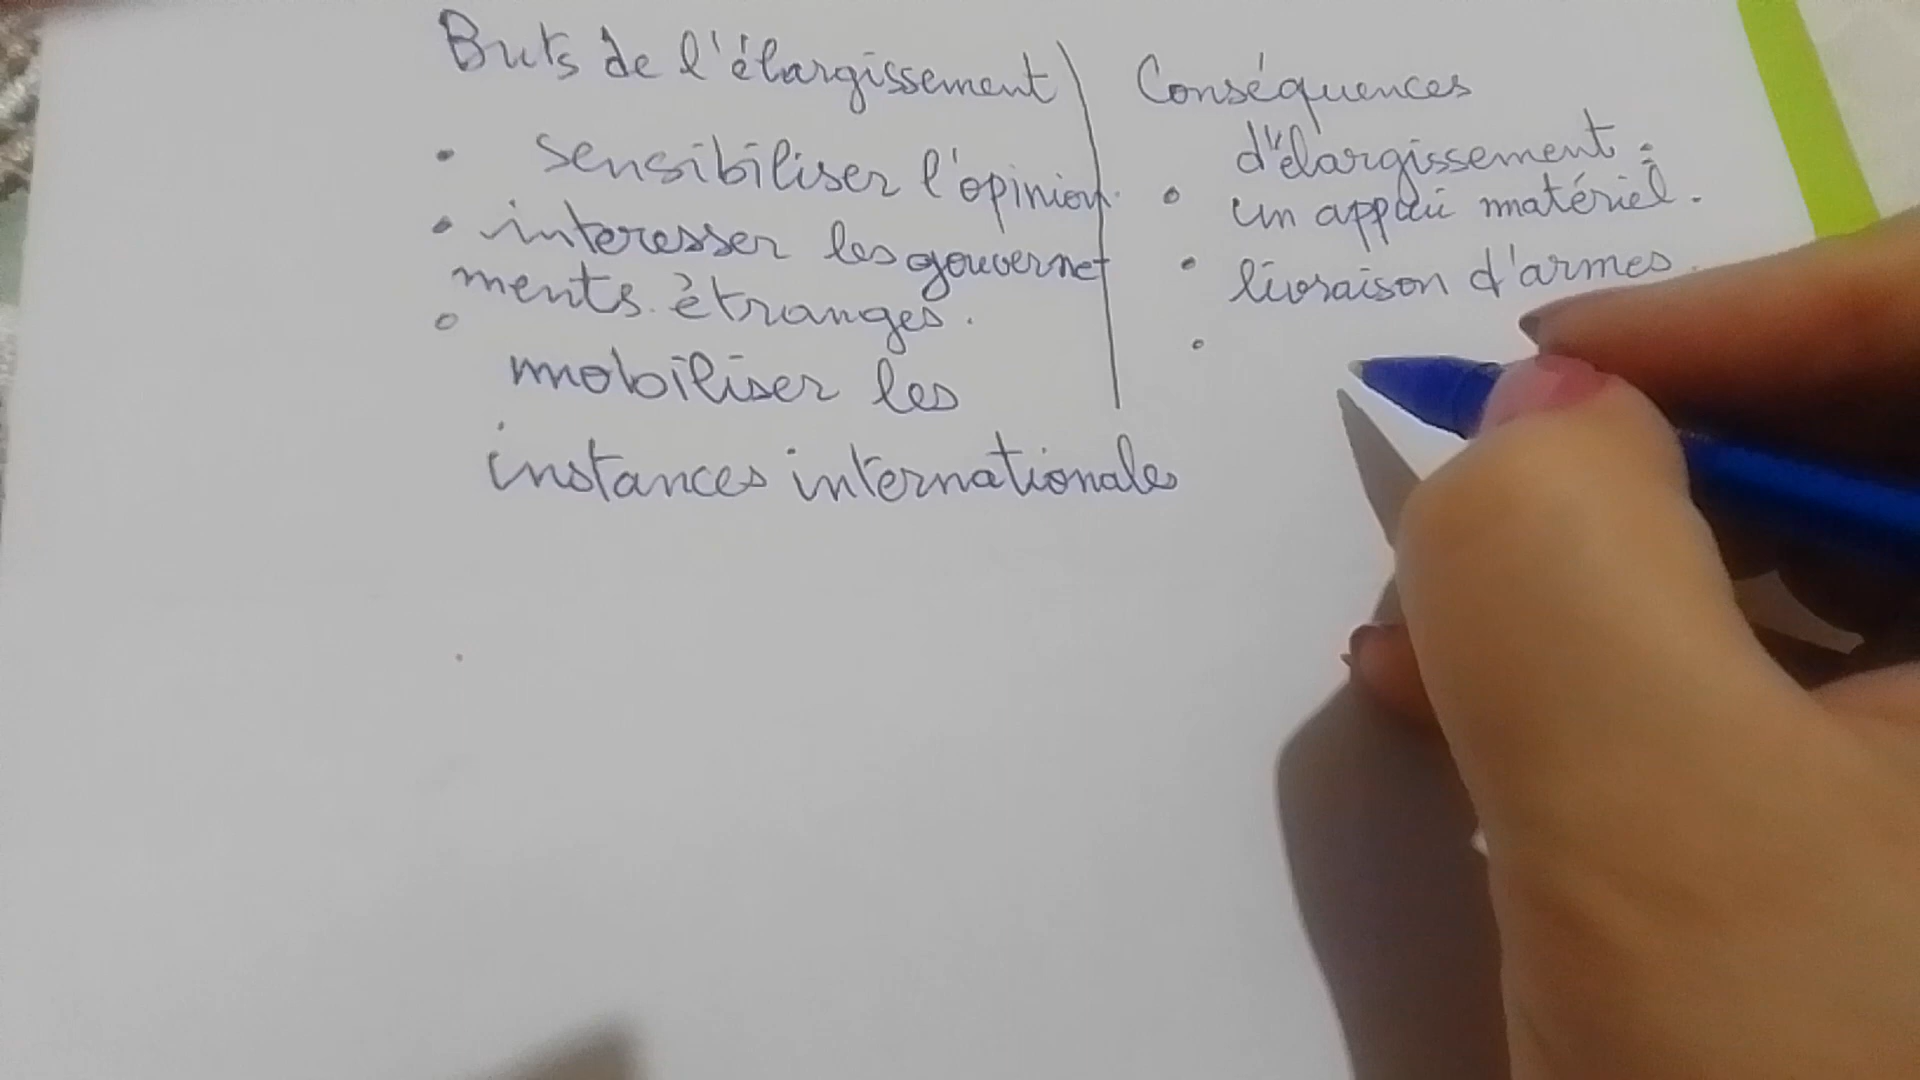 Buts de l'élargissement
• sensibiliser l'opinion.
• interesser les gouverne
ments étranges.
• mobiliser les
instances internationales
Conséquences
d'élargissement :
• un appui matériel.
• livraison d'armes.
•